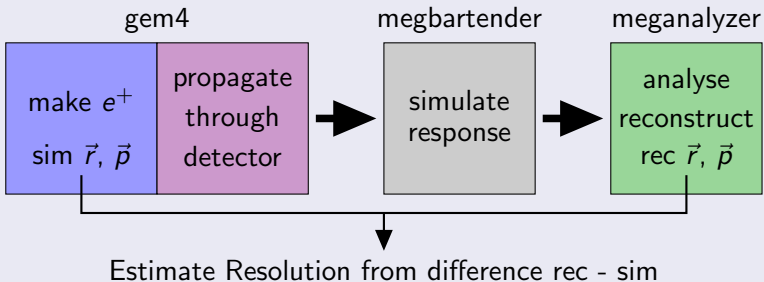 gem4
megbartender
meganalyzer
make e⁺
sim r⃗, p⃗
propagate
through
detector
simulate
response
analyse
reconstruct
rec r⃗, p⃗
Estimate Resolution from difference rec - sim